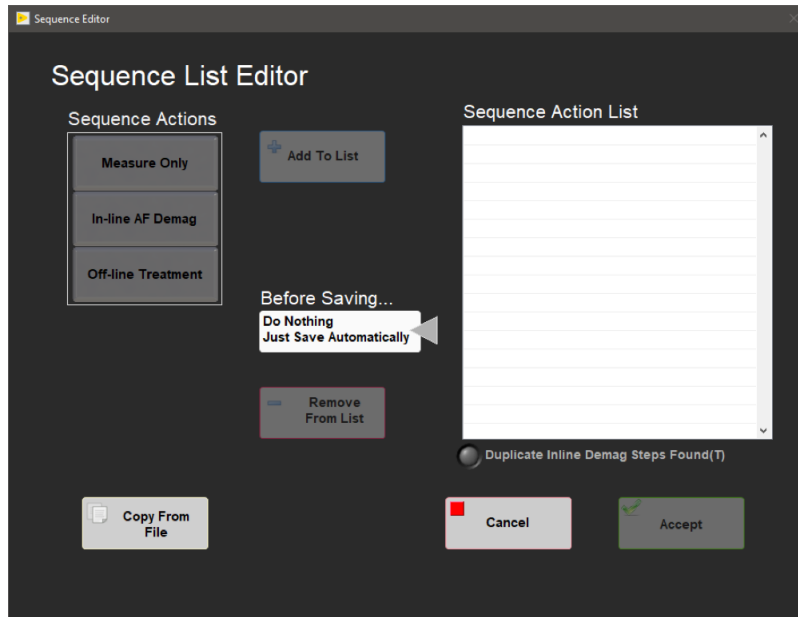 Sequence Editor
Sequence List Editor
Sequence Actions
Measure Only
In-line AF Demag
Off-line Treatment
Add To List
Before Saving...
Do Nothing
Just Save Automatically
Remove
From List
Sequence Action List
Duplicate Inline Demag Steps Found(T)
Copy From
File
Cancel
Accept